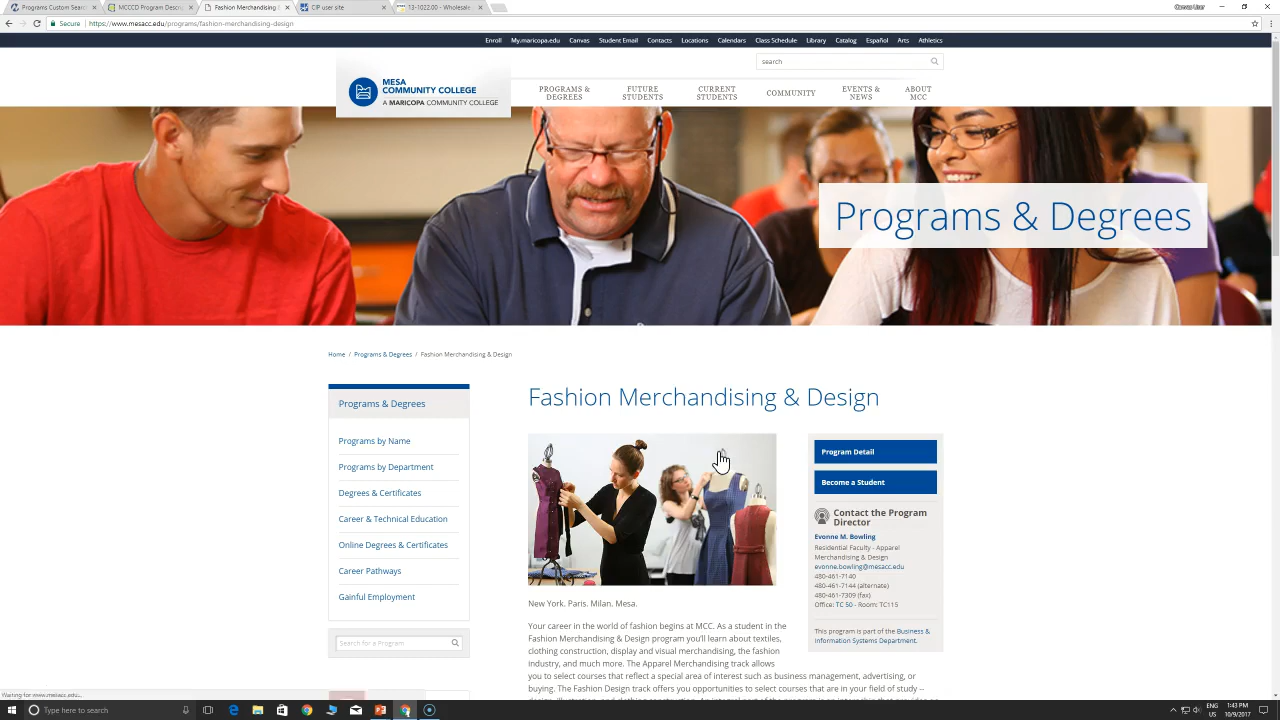 Programs Custom Searc
MCCCD Program Descrip
Fashion Merchandising &
CIP user site
13-1022.00 - Wholesale
Secure
https://www.mesacc.edu/programs/fashion-merchandising-design
Enroll My.maricopa.edu Canvas Student Email Contacts Locations Calendars Class Schedule Library Catalog Español Arts Athletics
search
MESA
COMMUNITY COLLEGE
A MARICOPA COMMUNITY COLLEGE
PROGRAMS &
DEGREES
FUTURE
STUDENTS
CURRENT
STUDENTS
COMMUNITY
EVENTS &
NEWS
ABOUT
MCC
Programs & Degrees
Home / Programs & Degrees / Fashion Merchandising & Design
Programs & Degrees
Programs by Name
Programs by Department
Degrees & Certificates
Career & Technical Education
Online Degrees & Certificates
Career Pathways
Gainful Employment
Search for a Program
Fashion Merchandising & Design
New York. Paris. Milan. Mesa.
Your career in the world of fashion begins at MCC. As a student in the
Fashion Merchandising & Design program you'll learn about textiles,
clothing construction, display and visual merchandising, the fashion
industry, and much more. The Apparel Merchandising track allows
you to select courses that reflect a special area of interest such as business management, advertising, or
buying. The Fashion Design track offers you opportunities to select courses that are in your field of study --
Program Detail
Become a Student
Contact the Program
Director
Evonne M. Bowling
Residential Faculty - Apparel
Merchandising & Design
evonne.bowling@mesacc.edu
480-461-7140
480-461-7144 (alternate)
480-461-7309 (fax)
Office: TC 50 - Room: TC115
This program is part of the Business &
Information Systems Department.
Waiting for www.mesacc.edu...
Type here to search
ENG
US
1:43 PM
10/9/2017